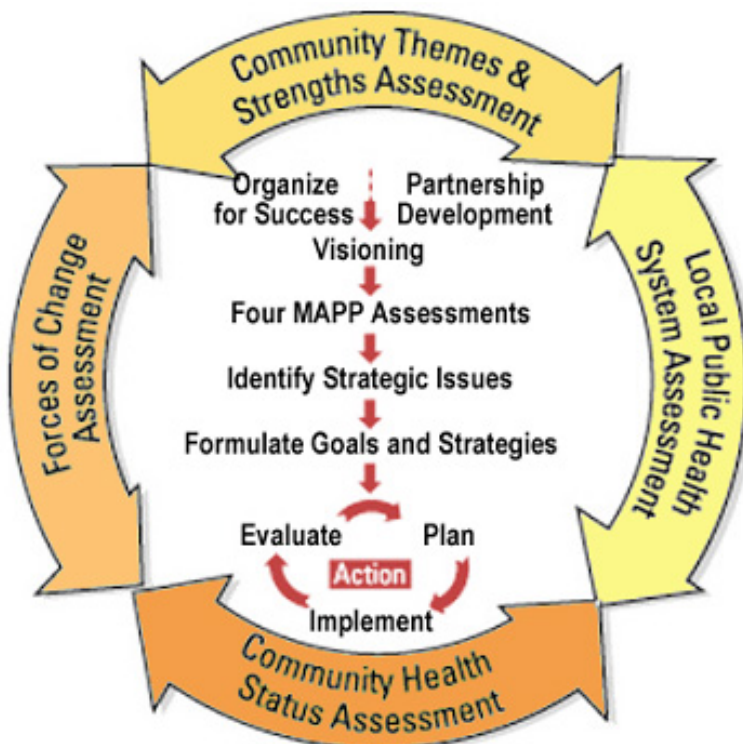 Community Themes &
Strengths Assessment
Organize
for Success
Partnership
Development
Visioning
Four MAPP Assessments
Identify Strategic Issues
Formulate Goals and Strategies
Evaluate
Plan
Action
Implement
Forces of Change
Assessment
Local Public Health
System Assessment
Community Health
Status Assessment